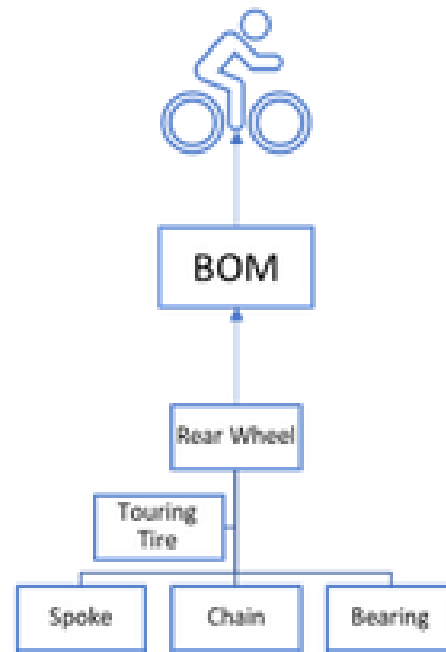 BOM
Rear Wheel
Touring
Tire
Spoke
Chain
Bearing